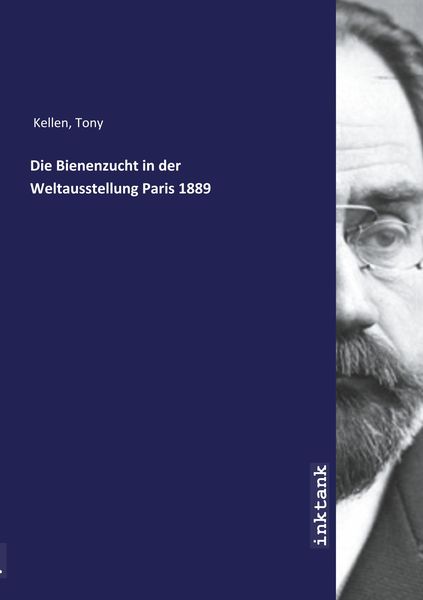 Kellen, Tony
Die Bienenzucht in der
Weltausstellung Paris 1889
inktank